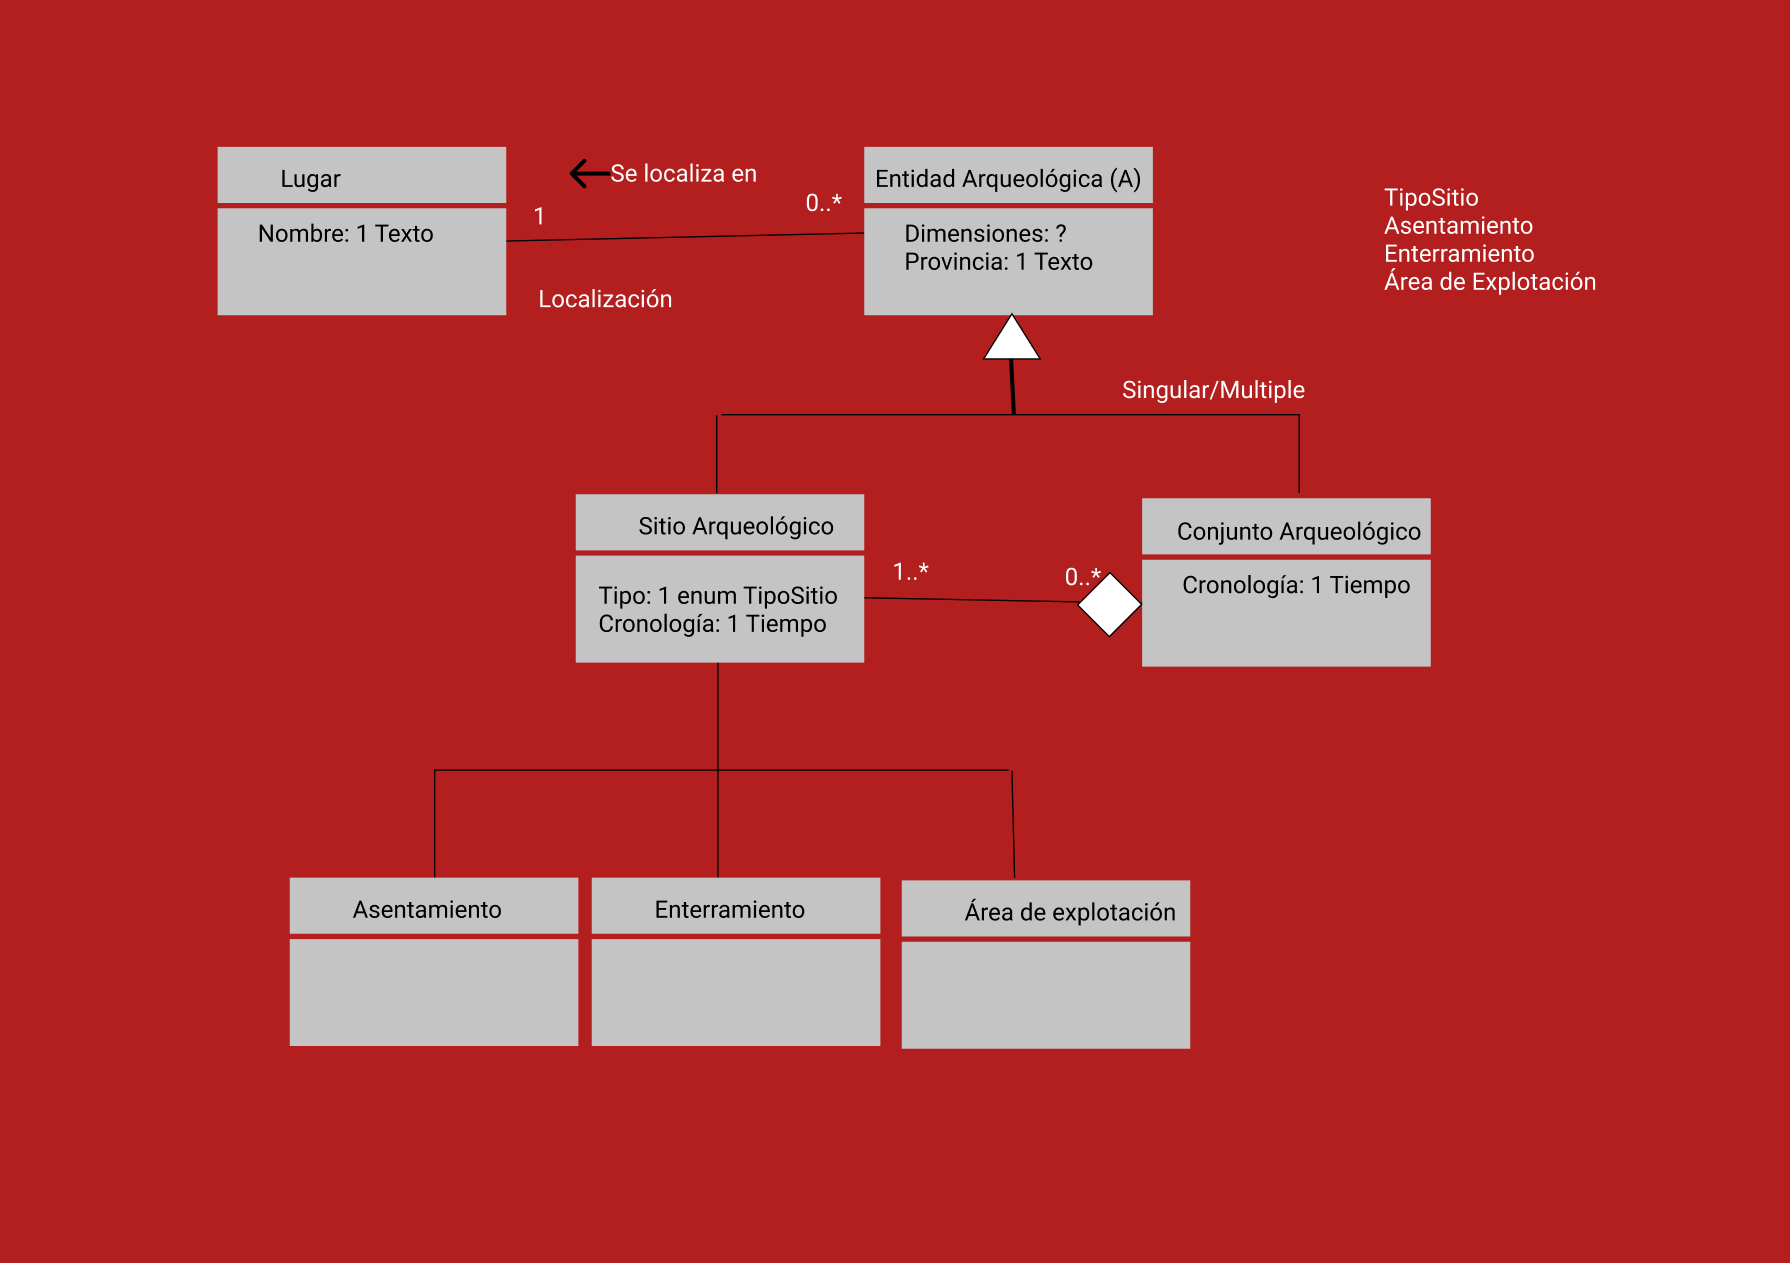 Lugar
Nombre: 1 Texto
Se localiza en
1
0..*
Localización
Entidad Arqueológica (A)
Dimensiones: ?
Provincia: 1 Texto
TipoSitio
Asentamiento
Enterramiento
Área de Explotación
Singular/Multiple
Sitio Arqueológico
Tipo: 1 enum TipoSitio
Cronología: 1 Tiempo
1..*
0..*
Conjunto Arqueológico
Cronología: 1 Tiempo
Asentamiento
Enterramiento
Área de explotación